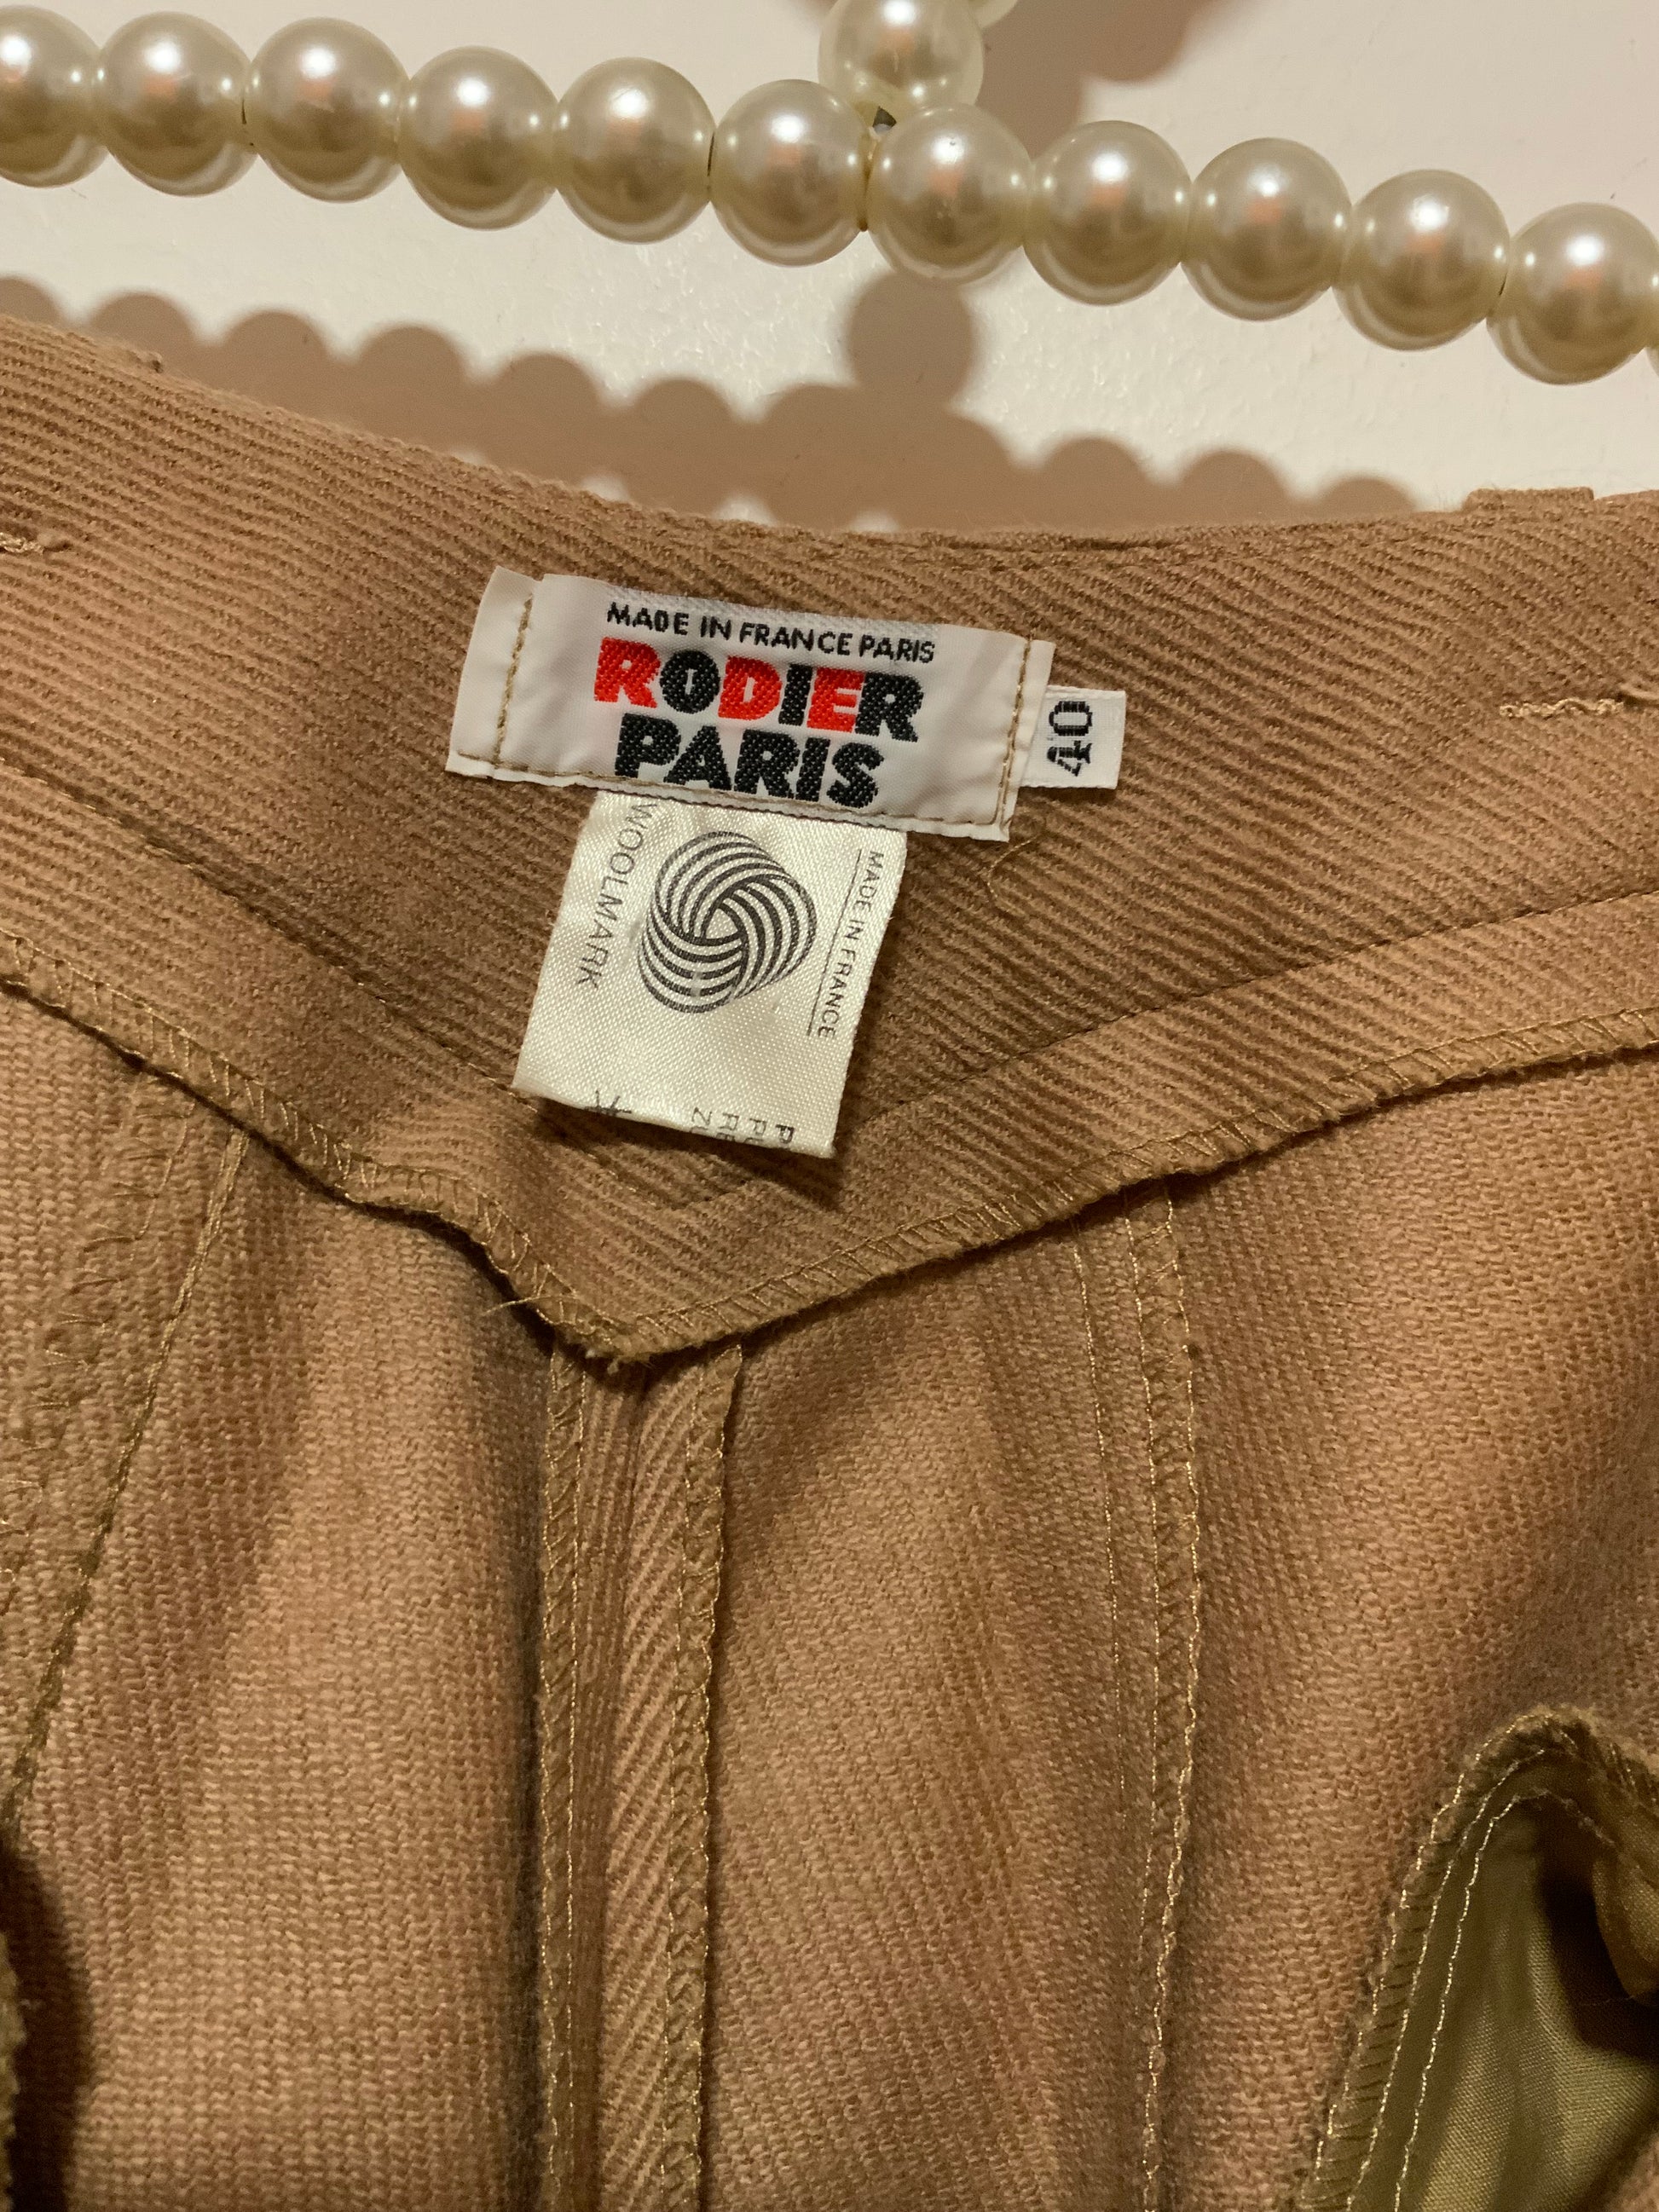 MADE IN FRANCE PARIS
RODIER
PARIS
40
WOOLMARK
MADE IN FRANCE